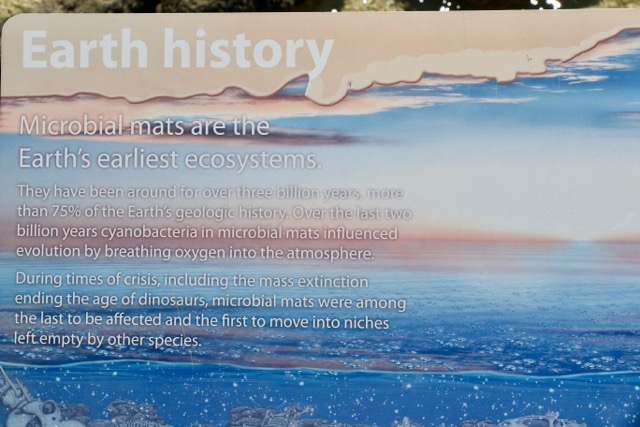 Earth history
Microbial mats are the
Earth's earliest ecosystems.
They have been around for over three billion years, more
than 75% of the Earth's geologic history. Over the last two
billion years cyanobacteria in microbial mats influenced
evolution by breathing oxygen into the atmosphere.
During times of crisis, including the mass extinction
ending the age of dinosaurs, microbial mats were among
the last to be affected and the first to move into niches
left empty by other species.